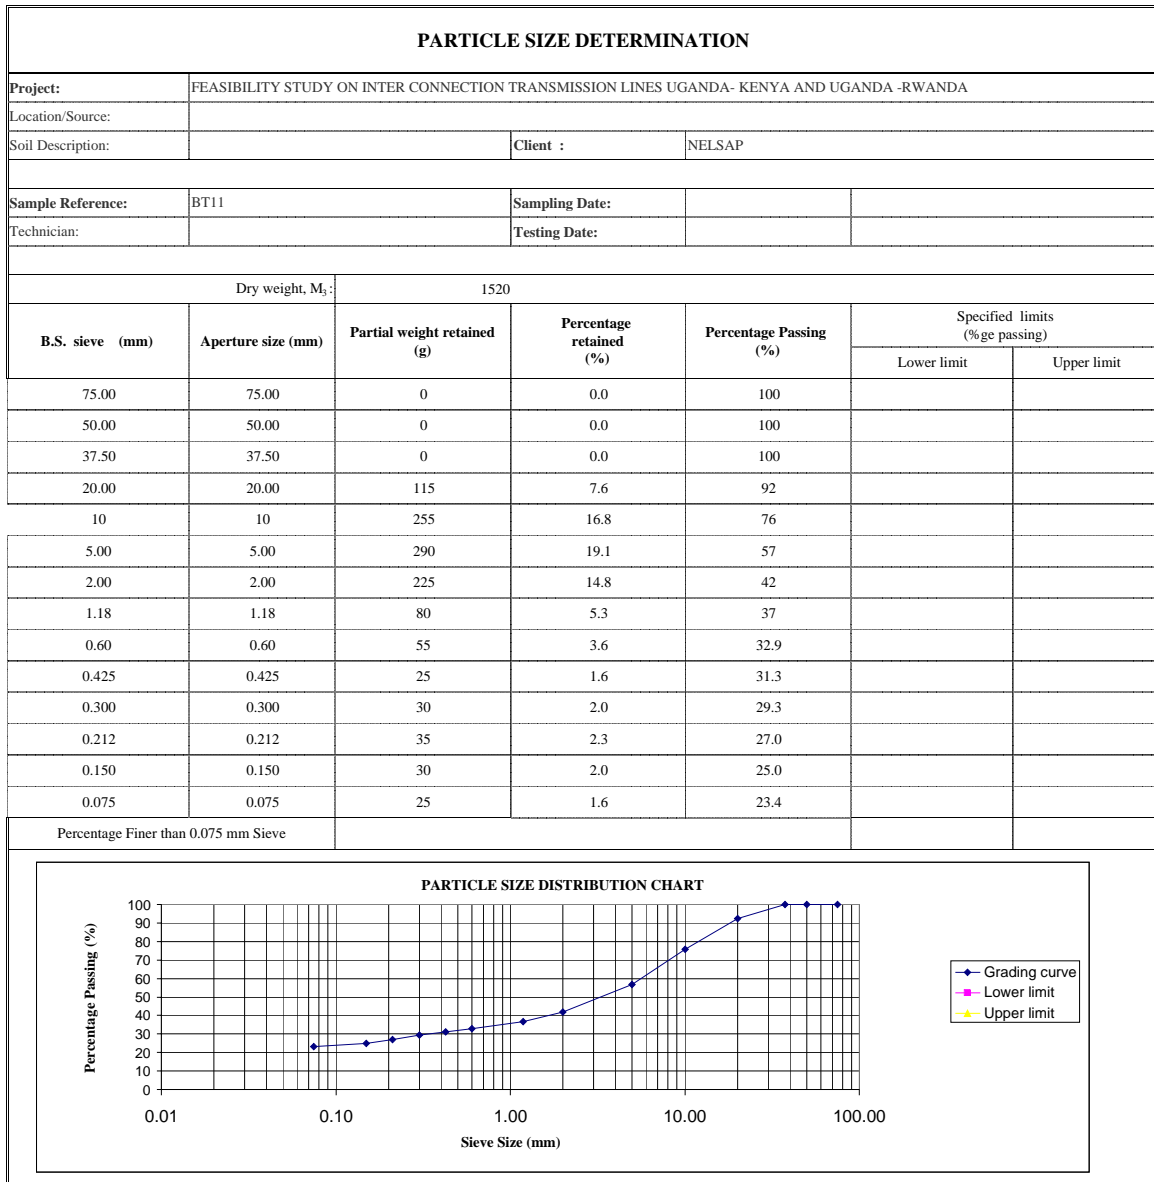 PARTICLE SIZE DETERMINATION
Project: FEASIBILITY STUDY ON INTER CONNECTION TRANSMISSION LINES UGANDA- KENYA AND UGANDA -RWANDA
Location/Source:
Soil Description: Client : NELSAP
Sample Reference: BT11 Sampling Date:
Technician: Testing Date:
Dry weight, M3: 1520
B.S. sieve (mm) Aperture size (mm) Partial weight retained (g) Percentage retained (%) Percentage Passing (%) Specified limits (%ge passing)
Lower limit Upper limit
75.00 75.00 0 0.0 100
50.00 50.00 0 0.0 100
37.50 37.50 0 0.0 100
20.00 20.00 115 7.6 92
10 10 255 16.8 76
5.00 5.00 290 19.1 57
2.00 2.00 225 14.8 42
1.18 1.18 80 5.3 37
0.60 0.60 55 3.6 32.9
0.425 0.425 25 1.6 31.3
0.300 0.300 30 2.0 29.3
0.212 0.212 35 2.3 27.0
0.150 0.150 30 2.0 25.0
0.075 0.075 25 1.6 23.4
Percentage Finer than 0.075 mm Sieve
PARTICLE SIZE DISTRIBUTION CHART
Percentage Passing (%)
100
90
80
70
60
50
40
30
20
10
0
0.01 0.10 1.00 10.00 100.00
Sieve Size (mm)
Grading curve
Lower limit
Upper limit